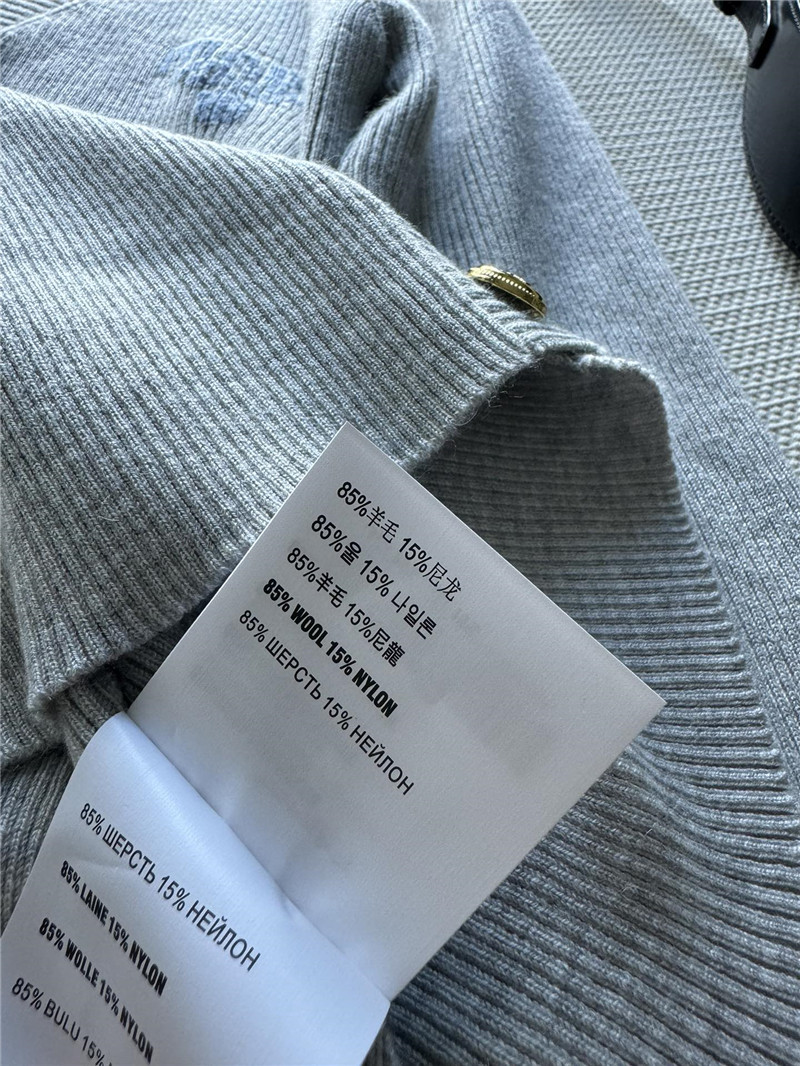 85%羊毛 15%尼龙
85%울 15% 나일론
85%羊毛 15%尼龍
85% WOOL 15% NYLON
85% ШЕРСТЬ 15% НЕЙЛОН
85% ШЕРСТЬ 15% НЕЙЛОН
85% LAINE 15% NYLON
85% WOLLE 15% NYLON
85% BULU 15%